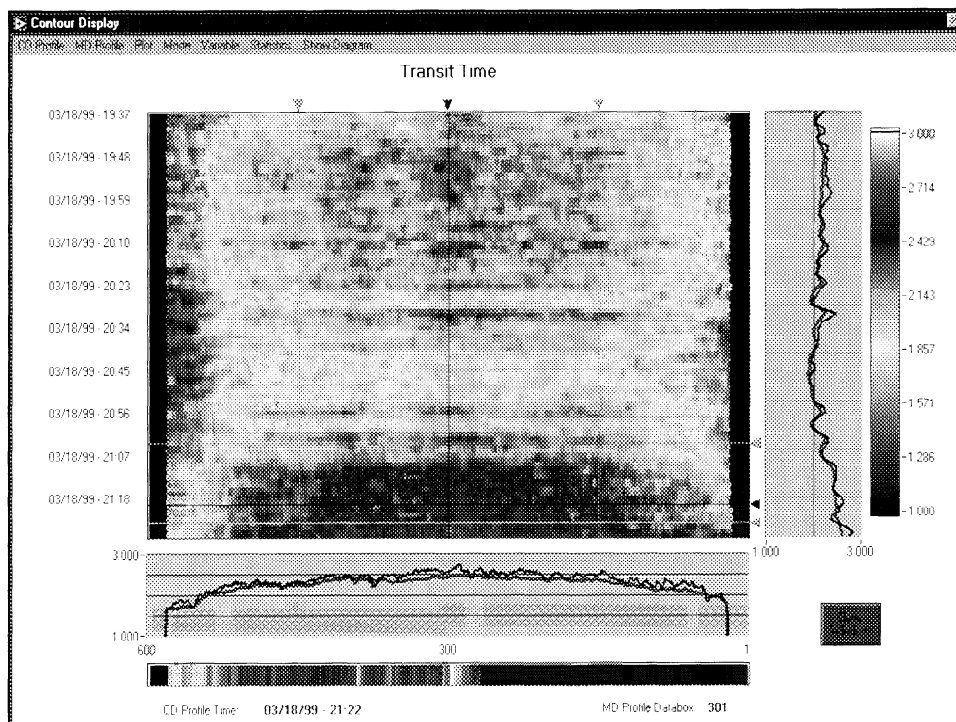 Contour Display
CD Profile MD Profile Plot Mode Variable Statistics Show Diagram
Transit Time
03/18/99 - 19:37
03/18/99 - 19:48
03/18/99 - 19:59
03/18/99 - 20:10
03/18/99 - 20:23
03/18/99 - 20:34
03/18/99 - 20:45
03/18/99 - 20:56
03/18/99 - 21:07
03/18/99 - 21:18
3 000
2 714
2 429
2 143
1 857
1 571
1 286
1 000
1 000
3 000
3 000
1 000
600
300
1
CD Profile Time: 03/18/99 - 21:22
MD Profile Databox 301